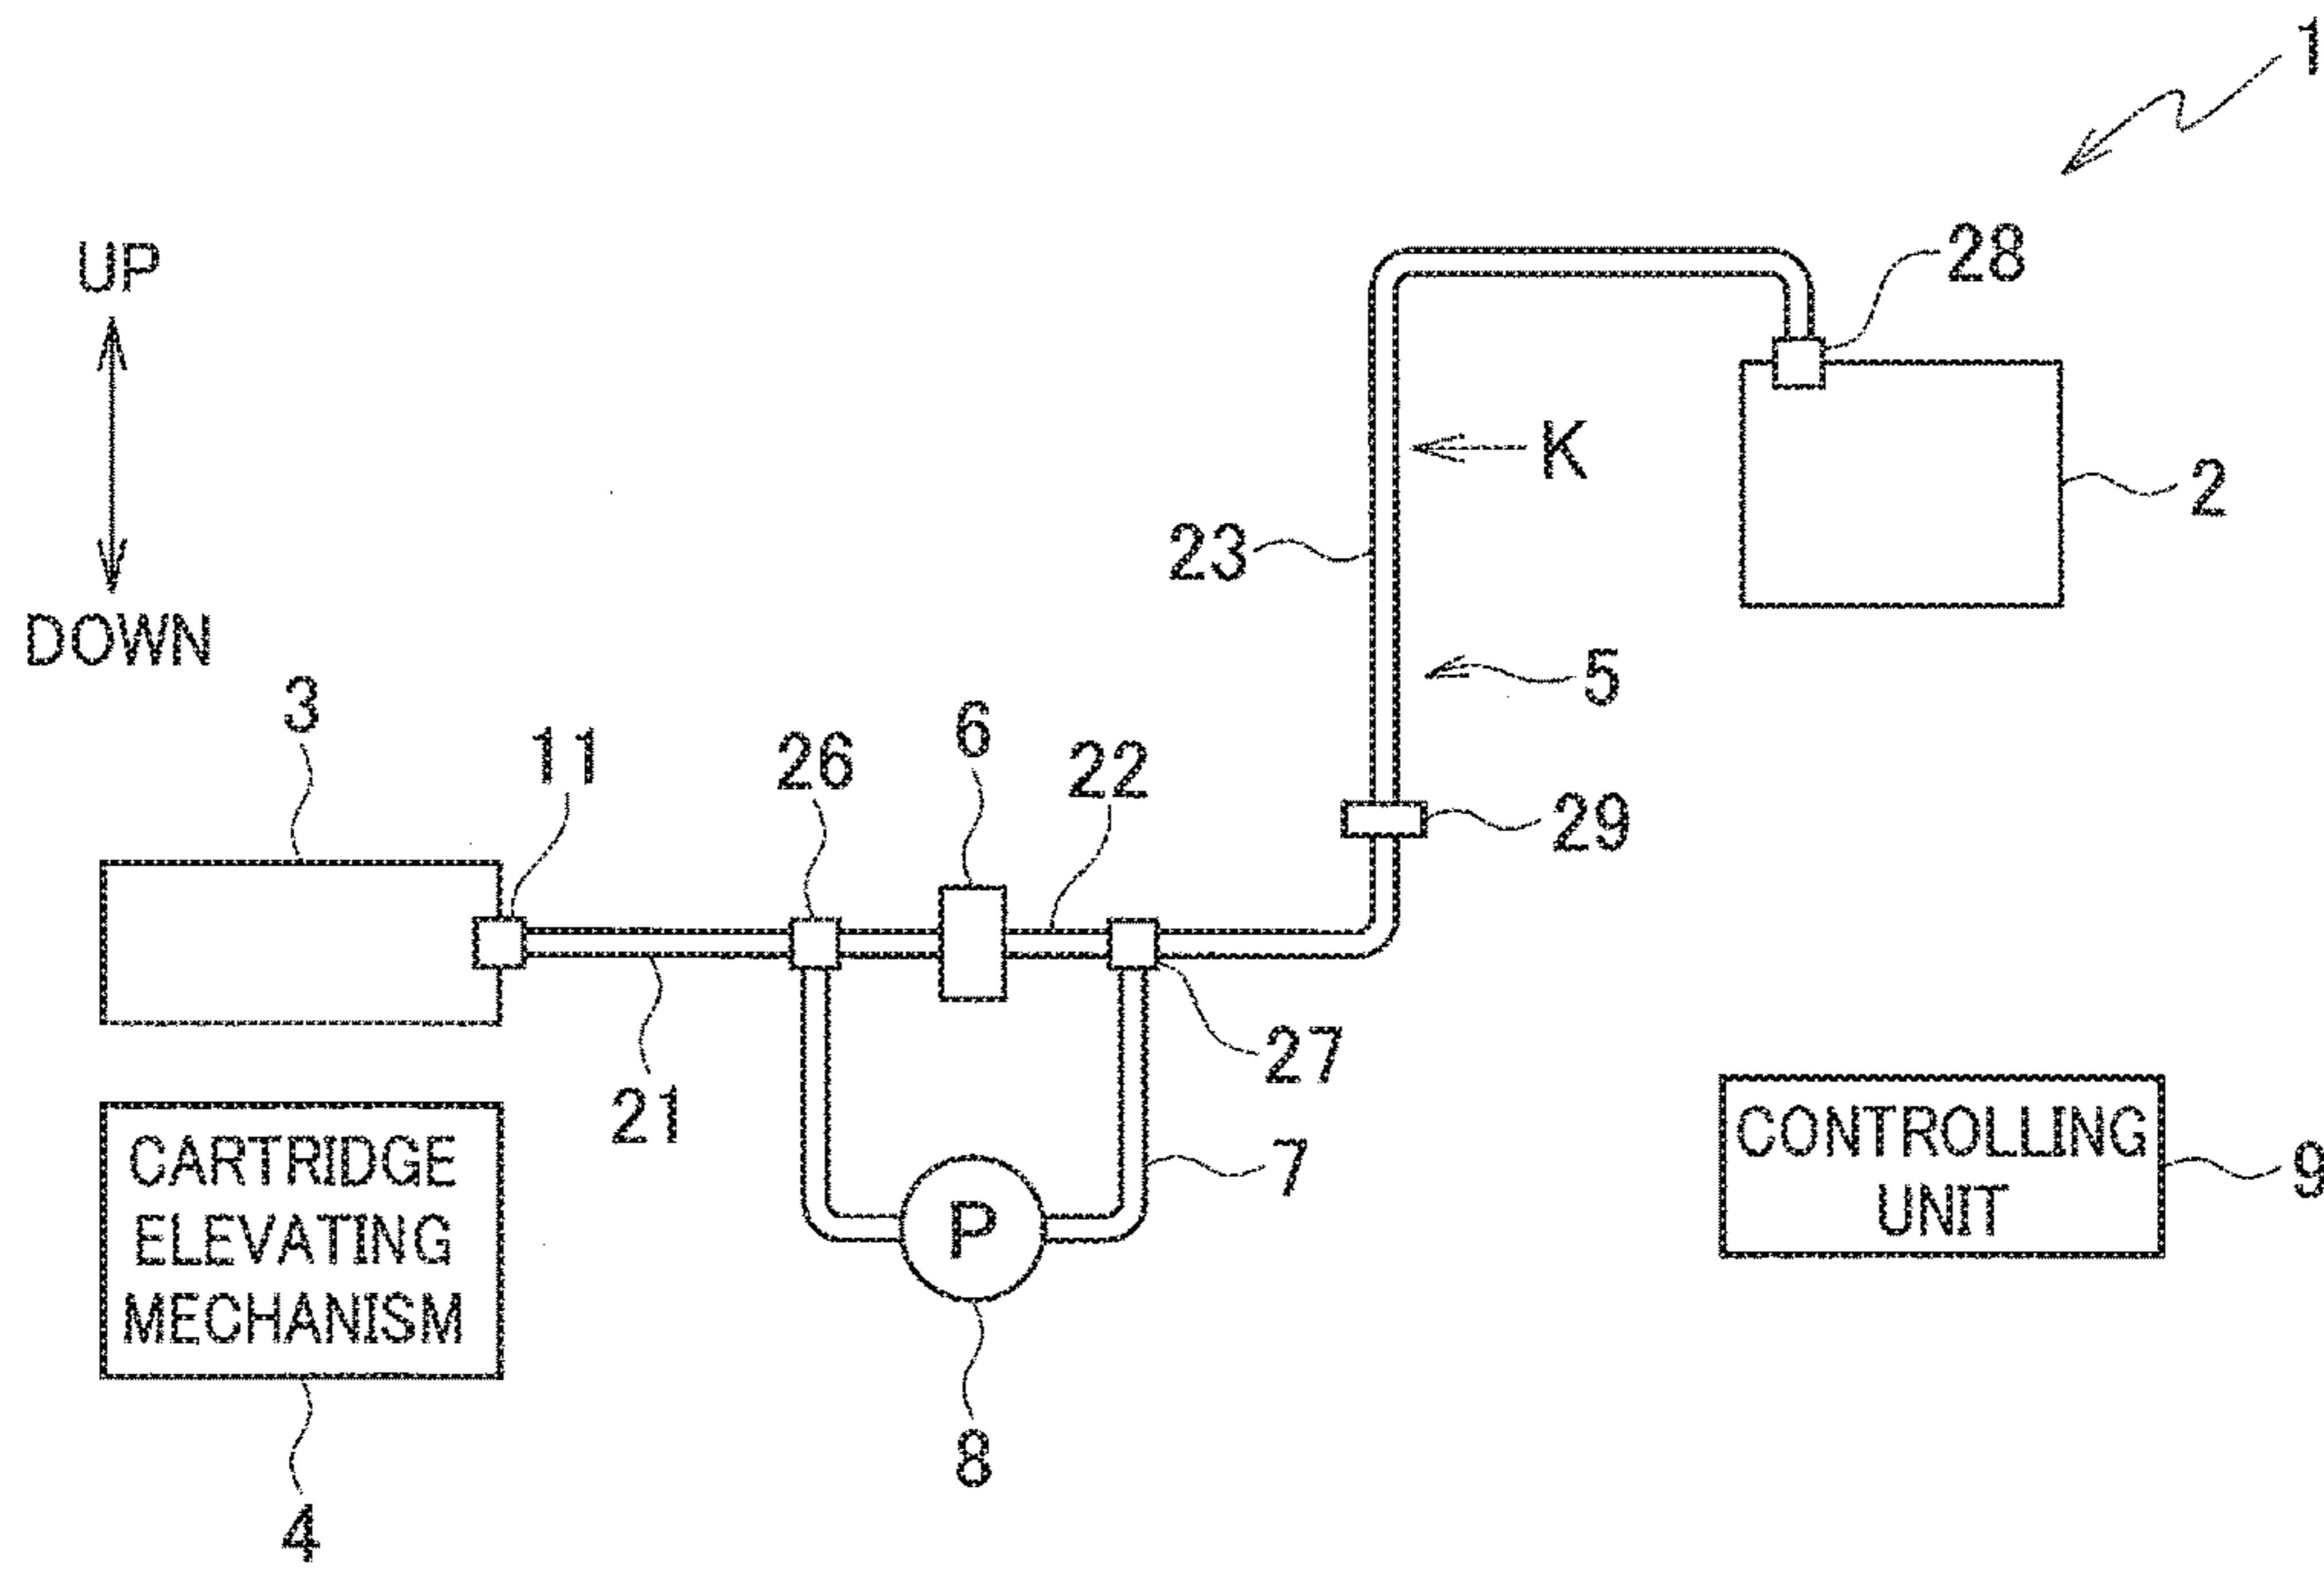 1
UP
28
K
2
23
DOWN
5
3
6
11
26
22
29
27
21
7
CARTRIDGE
ELEVATING
MECHANISM
P
CONTROLLING
UNIT
9
8
4